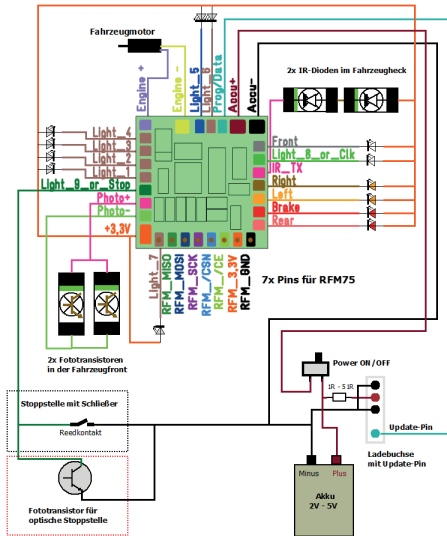 Fahrzeugmotor
Engine +
Engine -
Light_5
Light_6
Prog/Data
Accu+
Accu-
2x IR-Dioden im Fahrzeugheck
Light_4
Light_3
Light_2
Light_1
Light_9_or_Stop
Photo+
Photo-
+3,3V
Front
Light_8_or_Clk
IR_TX
Right
Left
Brake
Rear
Light_7
RFM_MISO
RFM_MOSI
RFM_SCK
RFM_/CSN
RFM_/CE
RFM_3.3V
RFM_GND
7x Pins für RFM75
2x Fototransistoren
in der Fahrzeugfront
Power ON/OFF
1R - 51R
Stoppstelle mit Schließer
Reedkontakt
Update-Pin
Ladebuchse
mit Update-Pin
Minus
Plus
Akku
2V - 5V
Fototransistor für
optische Stoppstelle